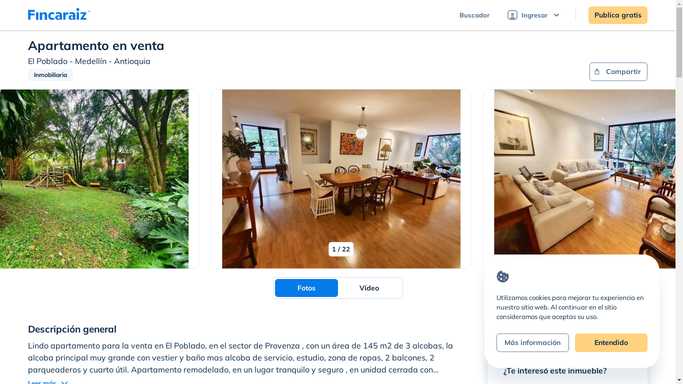 Fincaraiz
Buscador
Ingresar
Publica gratis
Apartamento en venta
El Poblado - Medellín - Antioquia
Inmobiliaria
Compartir
1 / 22
Fotos
Video
Utilizamos cookies para mejorar tu experiencia en
nuestro sitio web. Al continuar en el sitio
consideramos que aceptas su uso.
Más información
Entendido
Descripción general
Lindo apartamento para la venta en El Poblado, en el sector de Provenza , con un área de 145 m2 de 3 alcobas, la
alcoba principal muy grande con vestier y baño mas alcoba de servicio, estudio, zona de ropas, 2 balcones, 2
parqueaderos y cuarto útil. Apartamento remodelado, en un lugar tranquilo y seguro , en unidad cerrada con...
Leer más
¿Te interesó este inmueble?